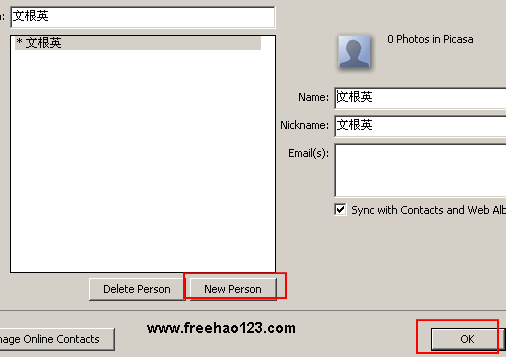 文根英
* 文根英
0 Photos in Picasa
Name: 文根英
Nickname: 文根英
Email(s):
Sync with Contacts and Web Alb
Delete Person
New Person
nage Online Contacts
www.freehao123.com
OK